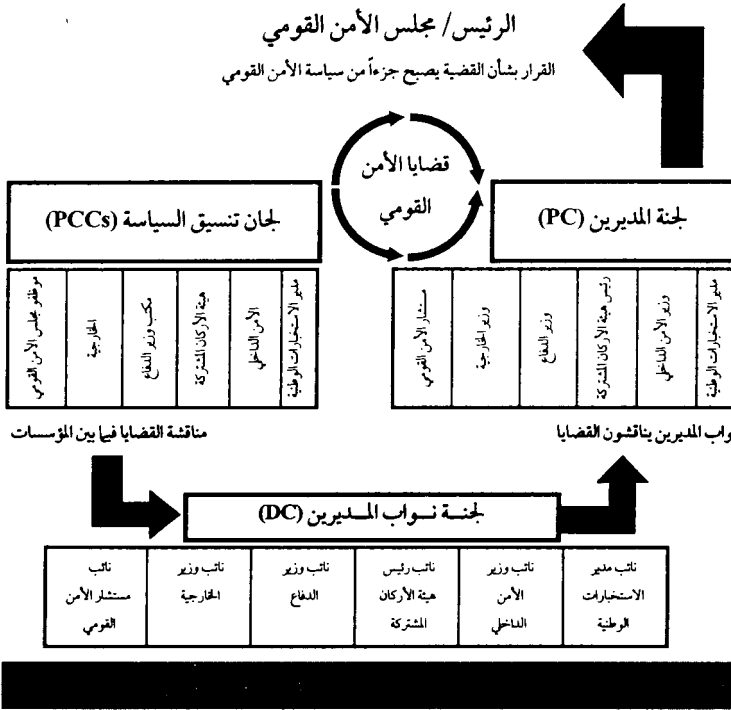 الرئيس/ مجلس الأمن القومي
القرار بشأن القضية يصبح جزءاً من سياسة الأمن القومي
قضايا الأمن
القومي
لجنة المديرين (PC)
لجان تنسيق السياسة (PCCs)
مدير الاستخبارات الوطنية
وزير الأمن الداخلي
رئيس هيئة الأركان المشتركة
وزير الدفاع
وزير الخارجية
مستشار الأمن القومي
مدير الاستخبارات الوطنية
الأمن الداخلي
هيئة الأركان المشتركة
مكتب وزير الدفاع
الخارجية
موظفو مجلس الأمن القومي
واب المديرين يناقشون القضايا
مناقشة القضايا فيما بين المؤسسات
لجنة نواب المديرين (DC)
نائب مدير
الاستخبارات
الوطنية
نائب وزير
الأمن
الداخلي
نائب رئيس
هيئة الأركان
المشتركة
نائب وزير
الدفاع
نائب وزير
الخارجية
نائب
مستشار الأمن
القومي